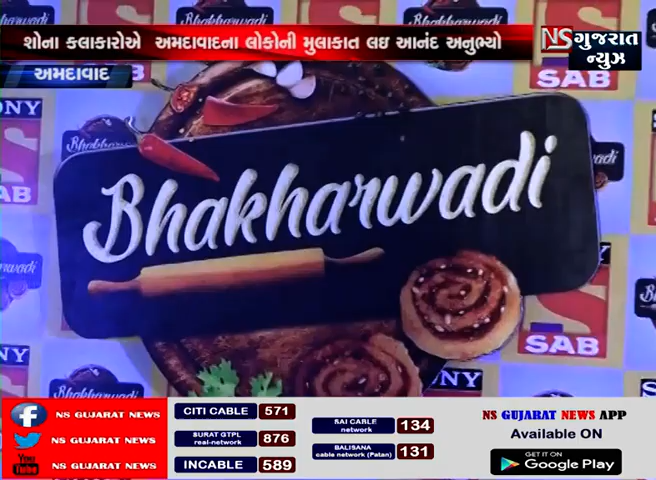 શોના કલાકારોએ અમદાવાદના લોકોની મુલાકાત લઇ આનંદ અનુભ્યો
NS ગુજરાત ન્યુઝ
અમદાવાદ
SAB
Bhakharwadi
SAB
NS GUJARAT NEWS
NS GUJARAT NEWS
You Tube NS GUJARAT NEWS
CITI CABLE 571
SURAT GTPL real-network 876
INCABLE 589
SAI CABLE network 134
BALISANA cable network (Patan) 131
NS GUJARAT NEWS APP
Available ON
GET IT ON
Google Play